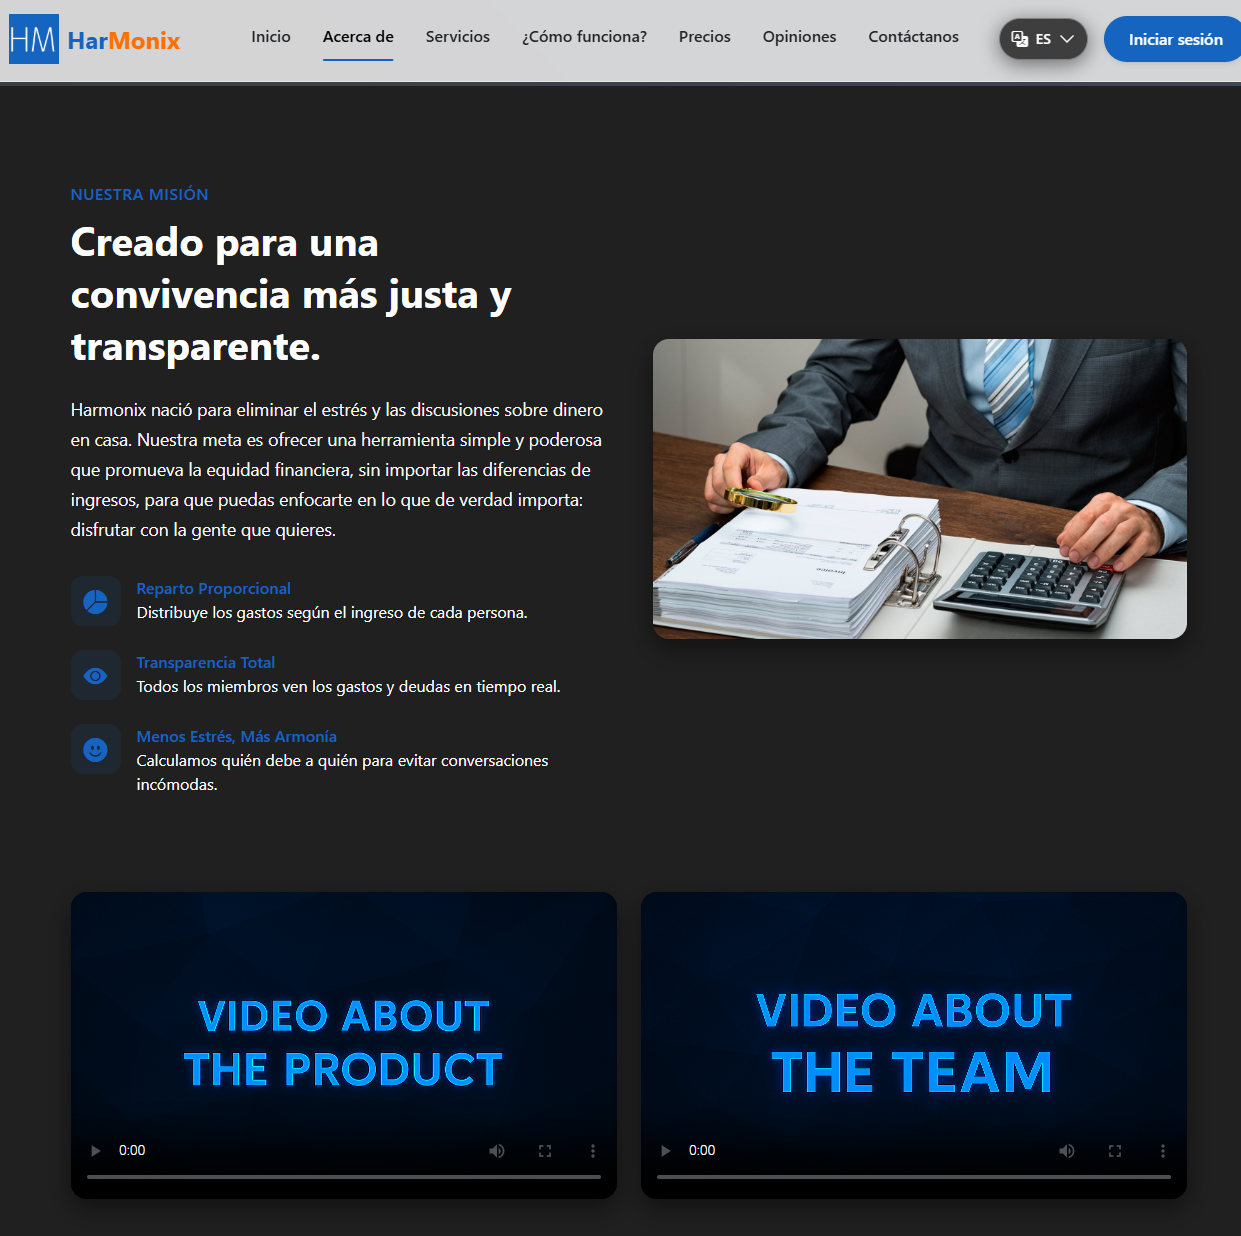 HM HarMonix
Inicio
Acerca de
Servicios
¿Cómo funciona?
Precios
Opiniones
Contáctanos
ES
Iniciar sesión
NUESTRA MISIÓN
Creado para una
convivencia más justa y
transparente.
Harmonix nació para eliminar el estrés y las discusiones sobre dinero
en casa. Nuestra meta es ofrecer una herramienta simple y poderosa
que promueva la equidad financiera, sin importar las diferencias de
ingresos, para que puedas enfocarte en lo que de verdad importa:
disfrutar con la gente que quieres.
Reparto Proporcional
Distribuye los gastos según el ingreso de cada persona.
Transparencia Total
Todos los miembros ven los gastos y deudas en tiempo real.
Menos Estrés, Más Armonía
Calculamos quién debe a quién para evitar conversaciones
incómodas.
Invoice
VIDEO ABOUT
THE PRODUCT
0:00
VIDEO ABOUT
THE TEAM
0:00